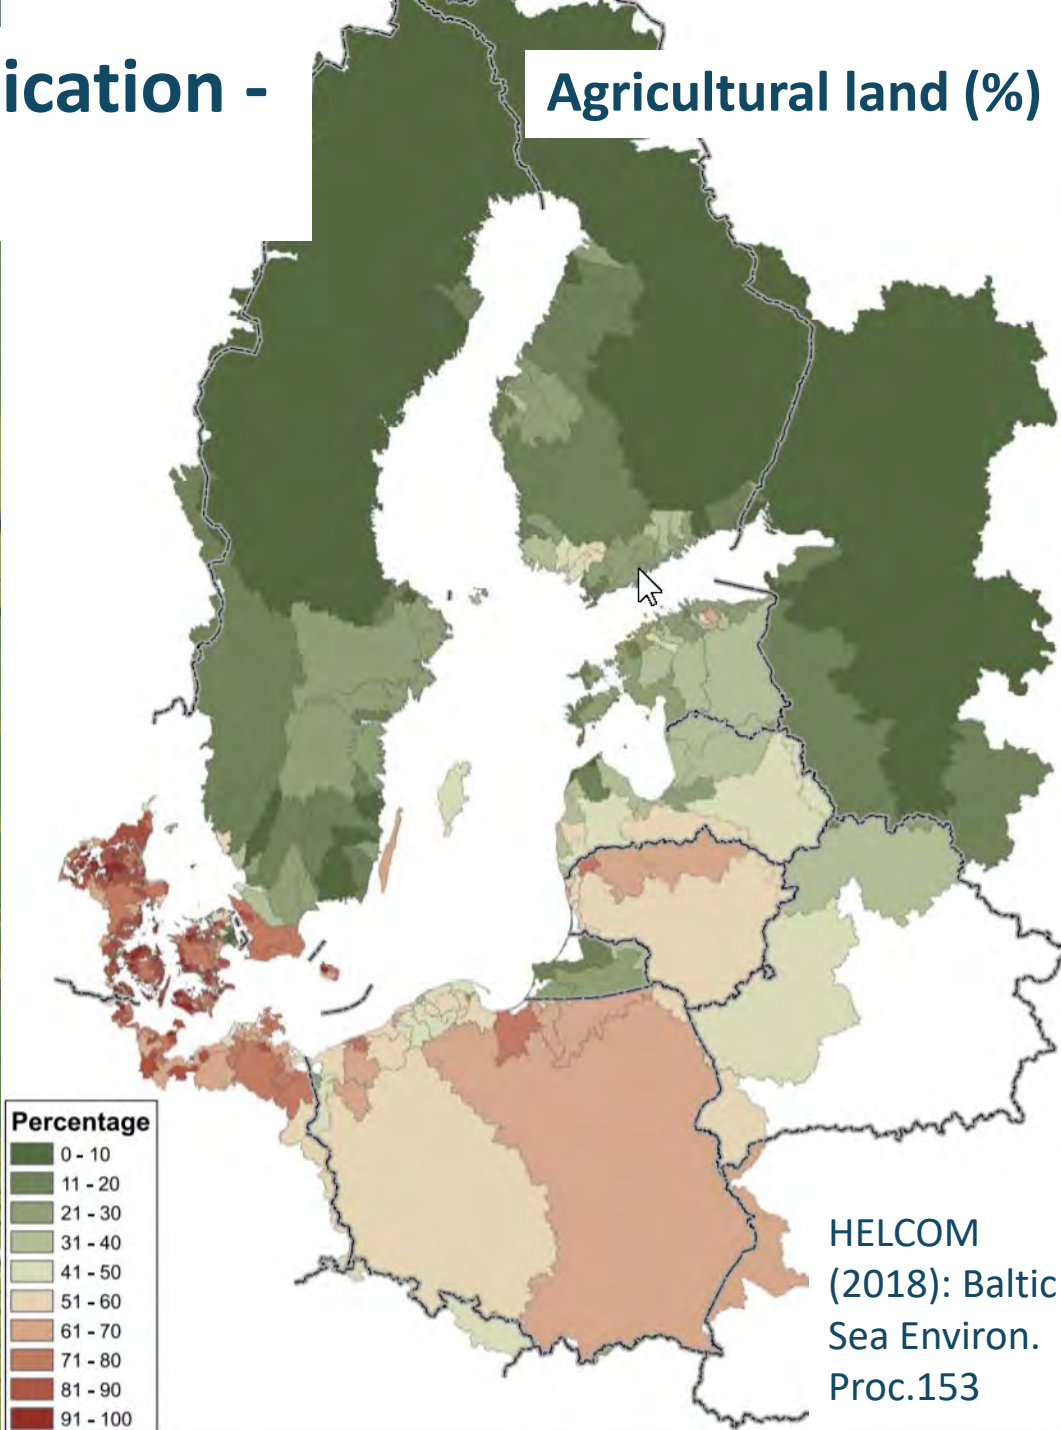 ication -
Agricultural land (%)
Percentage
0 - 10
11 - 20
21 - 30
31 - 40
41 - 50
51 - 60
61 - 70
71 - 80
81 - 90
91 - 100
HELCOM
(2018): Baltic
Sea Environ.
Proc.153